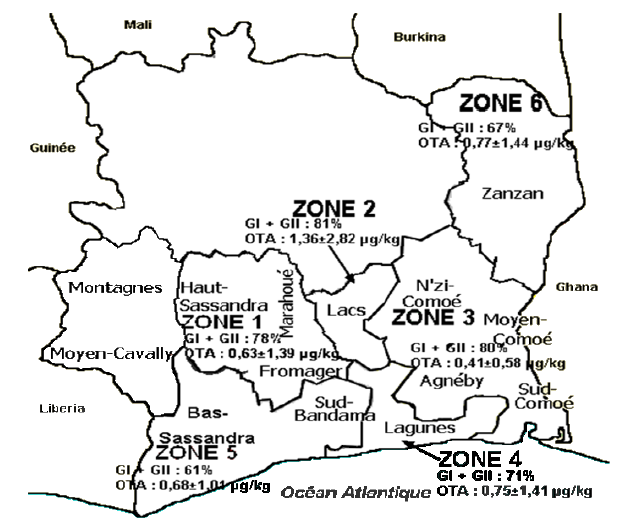 Mali
Burkina
ZONE 6
GI + GII : 67%
OTA : 0,77±1,44 µg/kg
Guinée
Zanzan
ZONE 2
GI + GII : 81%
OTA : 1,36±2,82 µg/kg
Montagnes
Haut-
Sassandra
Marahoué
Lacs
N'zi-
Comoé
Ghana
ZONE 1
GI + GII : 78%
OTA : 0,63±1,39 µg/kg
ZONE 3
GI + GII : 80%
OTA : 0,41±0,58 µg/kg
Moyen-
Comoé
Moyen-Cavally
Fromager
Agnéby
Sud-
Comoé
Liberia
Bas-
Sassandra
Sud-
Bandama
Lagunes
ZONE 5
GI + GII : 61%
OTA : 0,68±1,01 µg/kg
ZONE 4
GI + GII : 71%
OTA : 0,75±1,41 µg/kg
Océan Atlantique